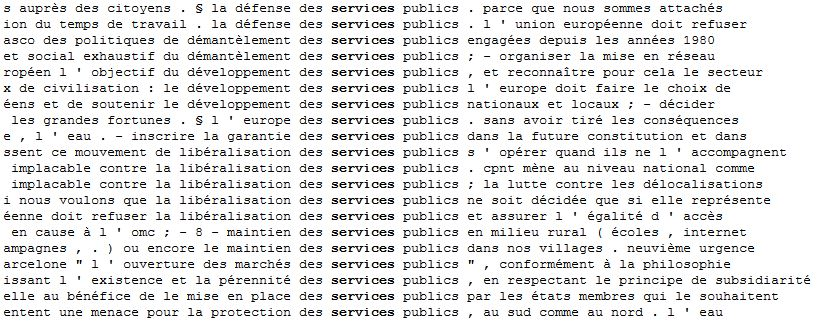 s auprès des citoyens . § la défense des services publics . parce que nous sommes attachés
ion du temps de travail . la défense des services publics . l ' union européenne doit refuser
asco des politiques de démantèlement des services publics engagées depuis les années 1980
et social exhaustif du démantèlement des services publics ; - organiser la mise en réseau
ropéen l ' objectif du développement des services publics , et reconnaître pour cela le secteur
x de civilisation : le développement des services publics l ' europe doit faire le choix de
éens et de soutenir le développement des services publics nationaux et locaux ; - décider
les grandes fortunes . § l ' europe des services publics . sans avoir tiré les conséquences
e , l ' eau . - inscrire la garantie des services publics dans la future constitution et dans
ssent ce mouvement de libéralisation des services publics s ' opérer quand ils ne l ' accompagnent
implacable contre la libéralisation des services publics . cpnt mène au niveau national comme
implacable contre la libéralisation des services publics ; la lutte contre les délocalisations
i nous voulons que la libéralisation des services publics ne soit décidée que si elle représente
éenne doit refuser la libéralisation des services publics et assurer l ' égalité d ' accès
en cause à l ' omc ; - 8 - maintien des services publics en milieu rural ( écoles , internet
ampagnes , . ) ou encore le maintien des services publics dans nos villages . neuvième urgence
arcelone " l ' ouverture des marchés des services publics " , conformément à la philosophie
issant l ' existence et la pérennité des services publics , en respectant le principe de subsidiarité
elle au bénéfice de le mise en place des services publics par les états membres qui le souhaitent
entent une menace pour la protection des services publics , au sud comme au nord . l ' eau